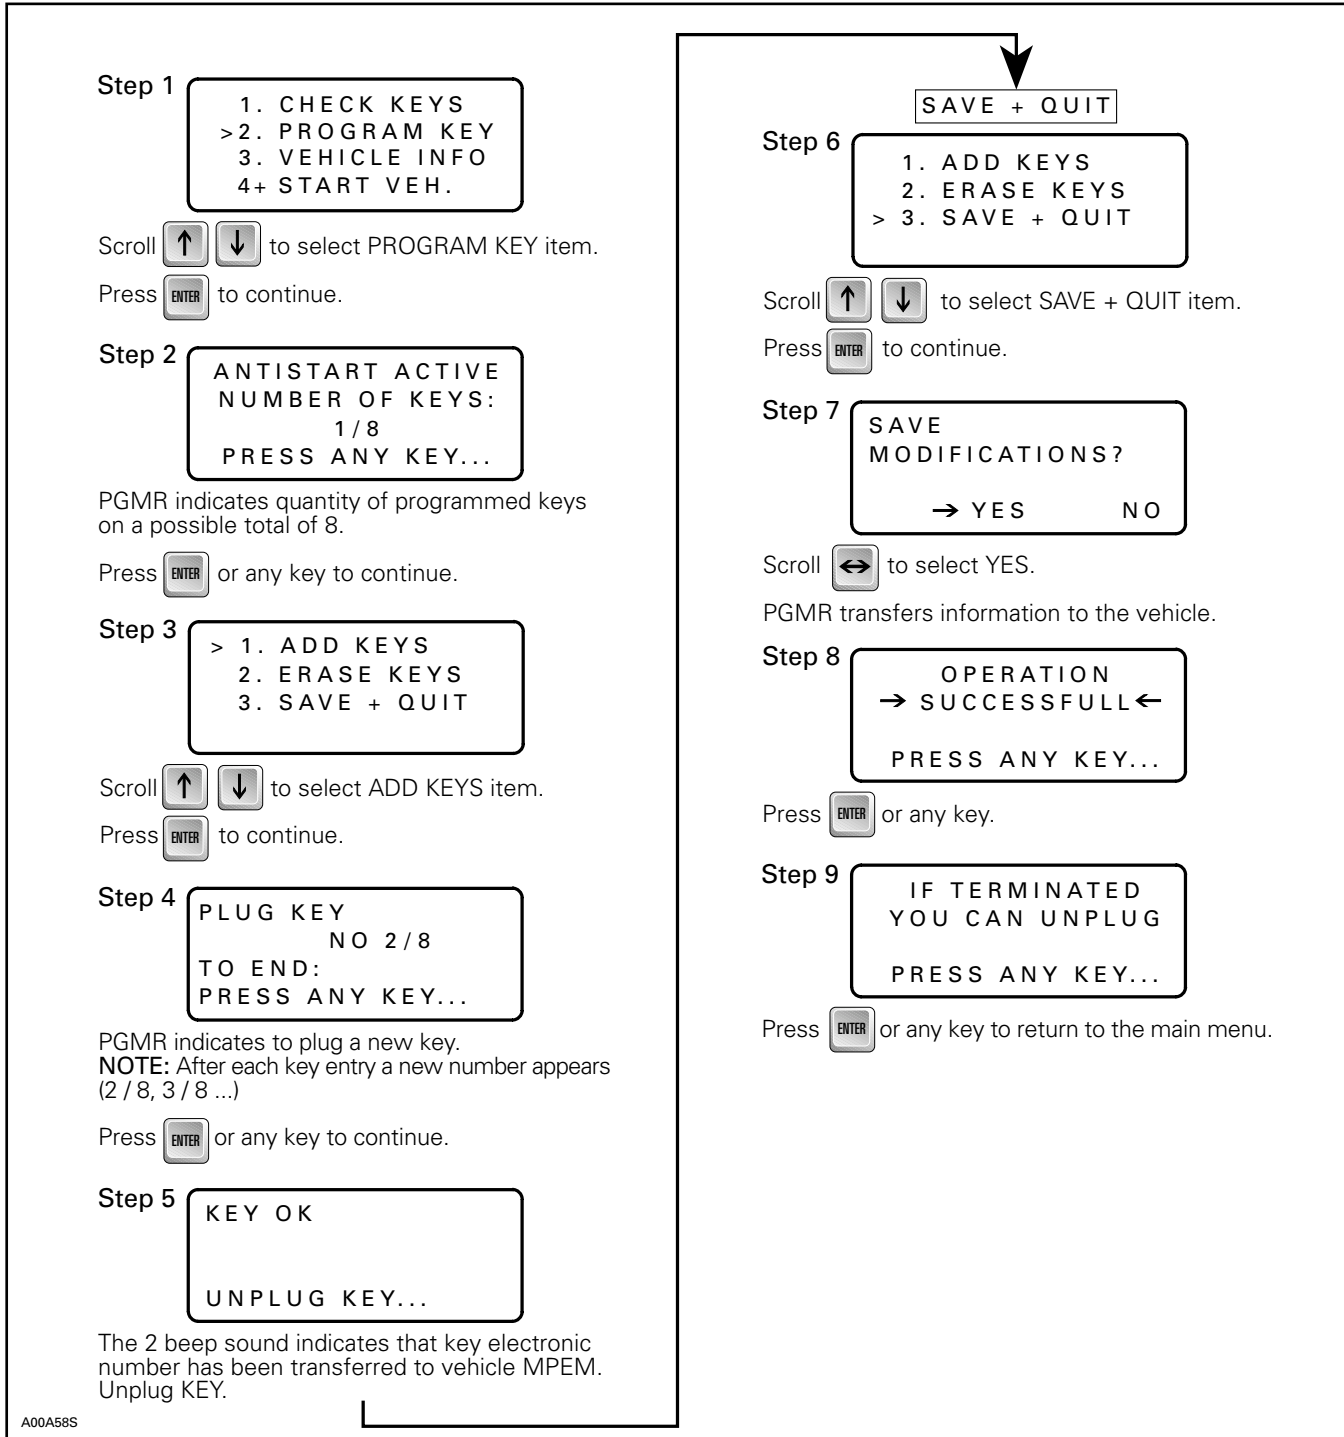 Step 1
1. CHECK KEYS
>2. PROGRAM KEY
3. VEHICLE INFO
4+ START VEH.
Scroll ↑ ↓ to select PROGRAM KEY item.
Press ENTER to continue.
Step 2
ANTISTART ACTIVE
NUMBER OF KEYS:
1/8
PRESS ANY KEY...
PGMR indicates quantity of programmed keys
on a possible total of 8.
Press ENTER or any key to continue.
Step 3
> 1. ADD KEYS
2. ERASE KEYS
3. SAVE + QUIT
Scroll ↑ ↓ to select ADD KEYS item.
Press ENTER to continue.
Step 4
PLUG KEY
NO 2/8
TO END:
PRESS ANY KEY...
PGMR indicates to plug a new key.
NOTE: After each key entry a new number appears
(2 / 8, 3 / 8 ...)
Press ENTER or any key to continue.
Step 5
KEY OK
UNPLUG KEY...
The 2 beep sound indicates that key electronic
number has been transferred to vehicle MPEM.
Unplug KEY.
A00A58S
SAVE + QUIT
Step 6
1. ADD KEYS
2. ERASE KEYS
> 3. SAVE + QUIT
Scroll ↑ ↓ to select SAVE + QUIT item.
Press ENTER to continue.
Step 7
SAVE
MODIFICATIONS?
→ YES NO
Scroll ↔ to select YES.
PGMR transfers information to the vehicle.
Step 8
OPERATION
→ SUCCESSFULL ←
PRESS ANY KEY...
Press ENTER or any key.
Step 9
IF TERMINATED
YOU CAN UNPLUG
PRESS ANY KEY...
Press ENTER or any key to return to the main menu.